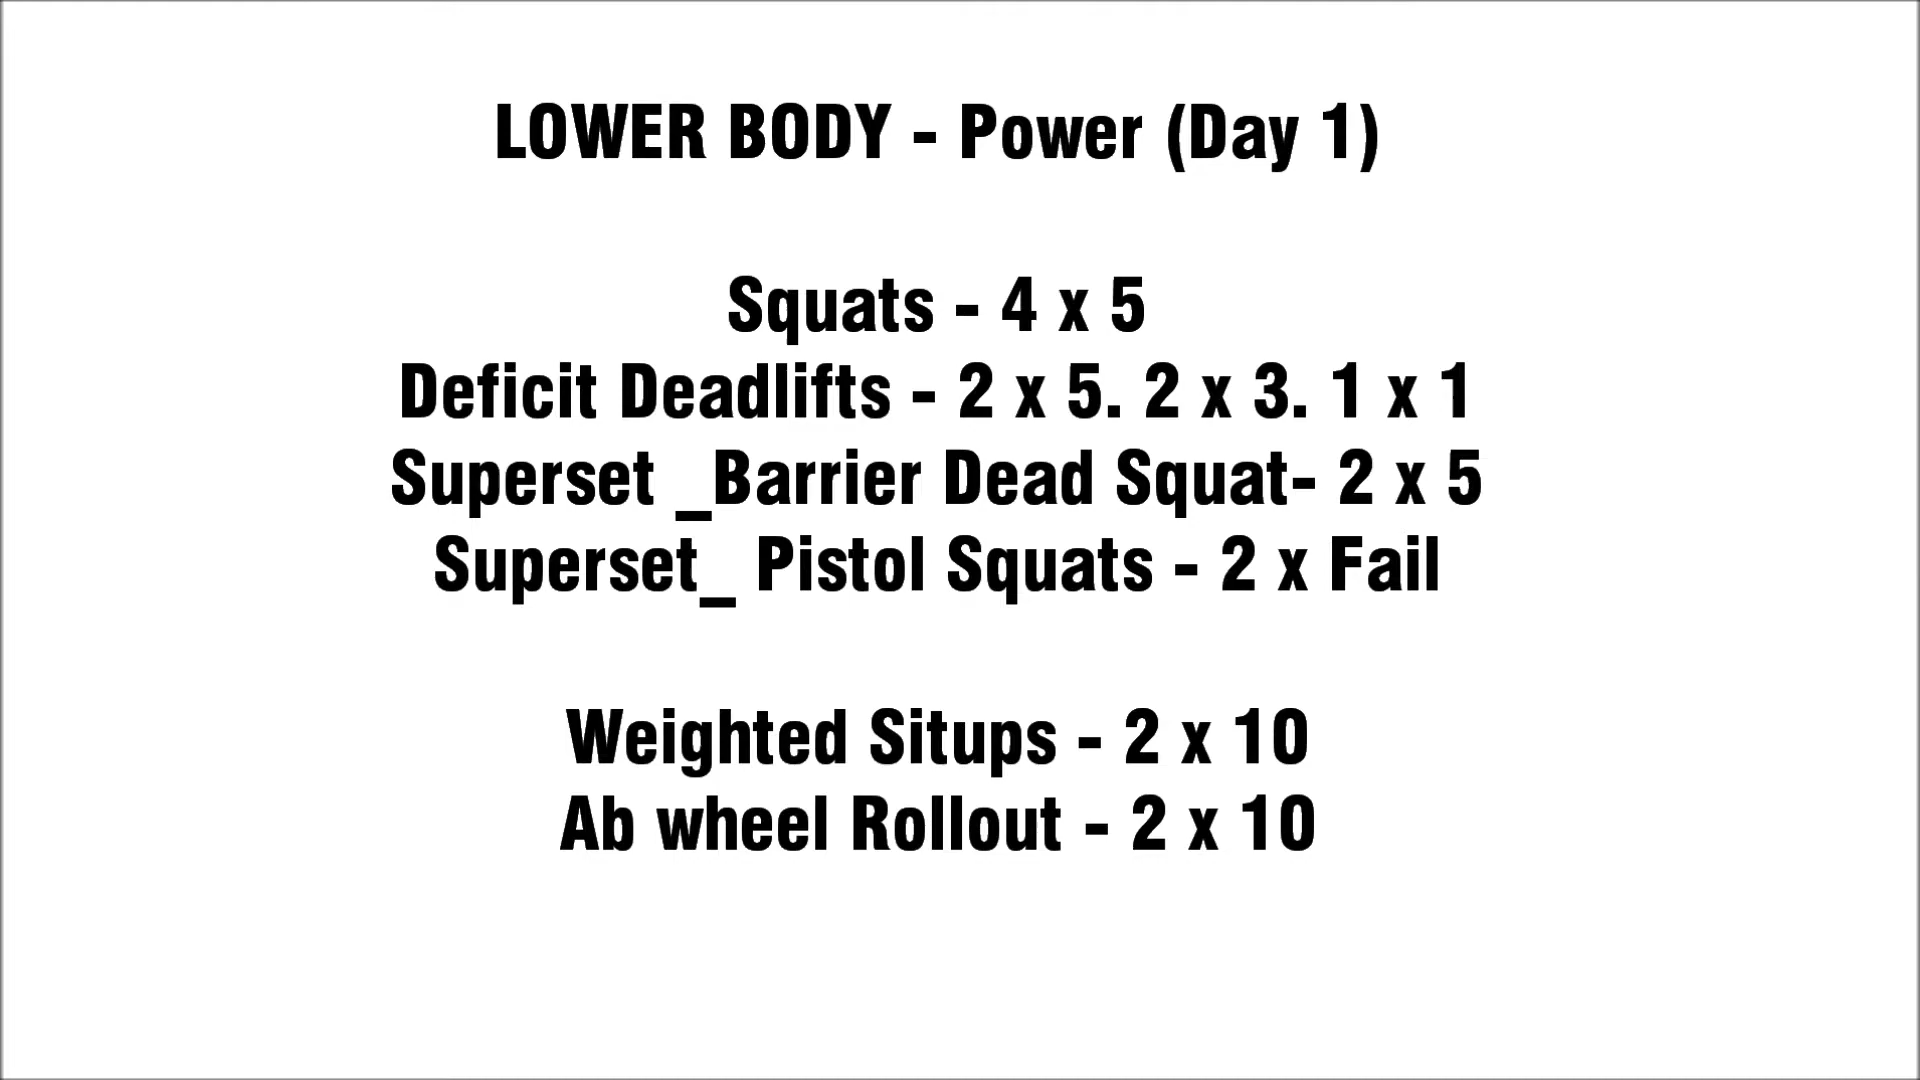 LOWER BODY - Power (Day 1)
Squats - 4 x 5
Deficit Deadlifts - 2 x 5. 2 x 3. 1 x 1
Superset _Barrier Dead Squat- 2 x 5
Superset_ Pistol Squats - 2 x Fail
Weighted Situps - 2 x 10
Ab wheel Rollout - 2 x 10